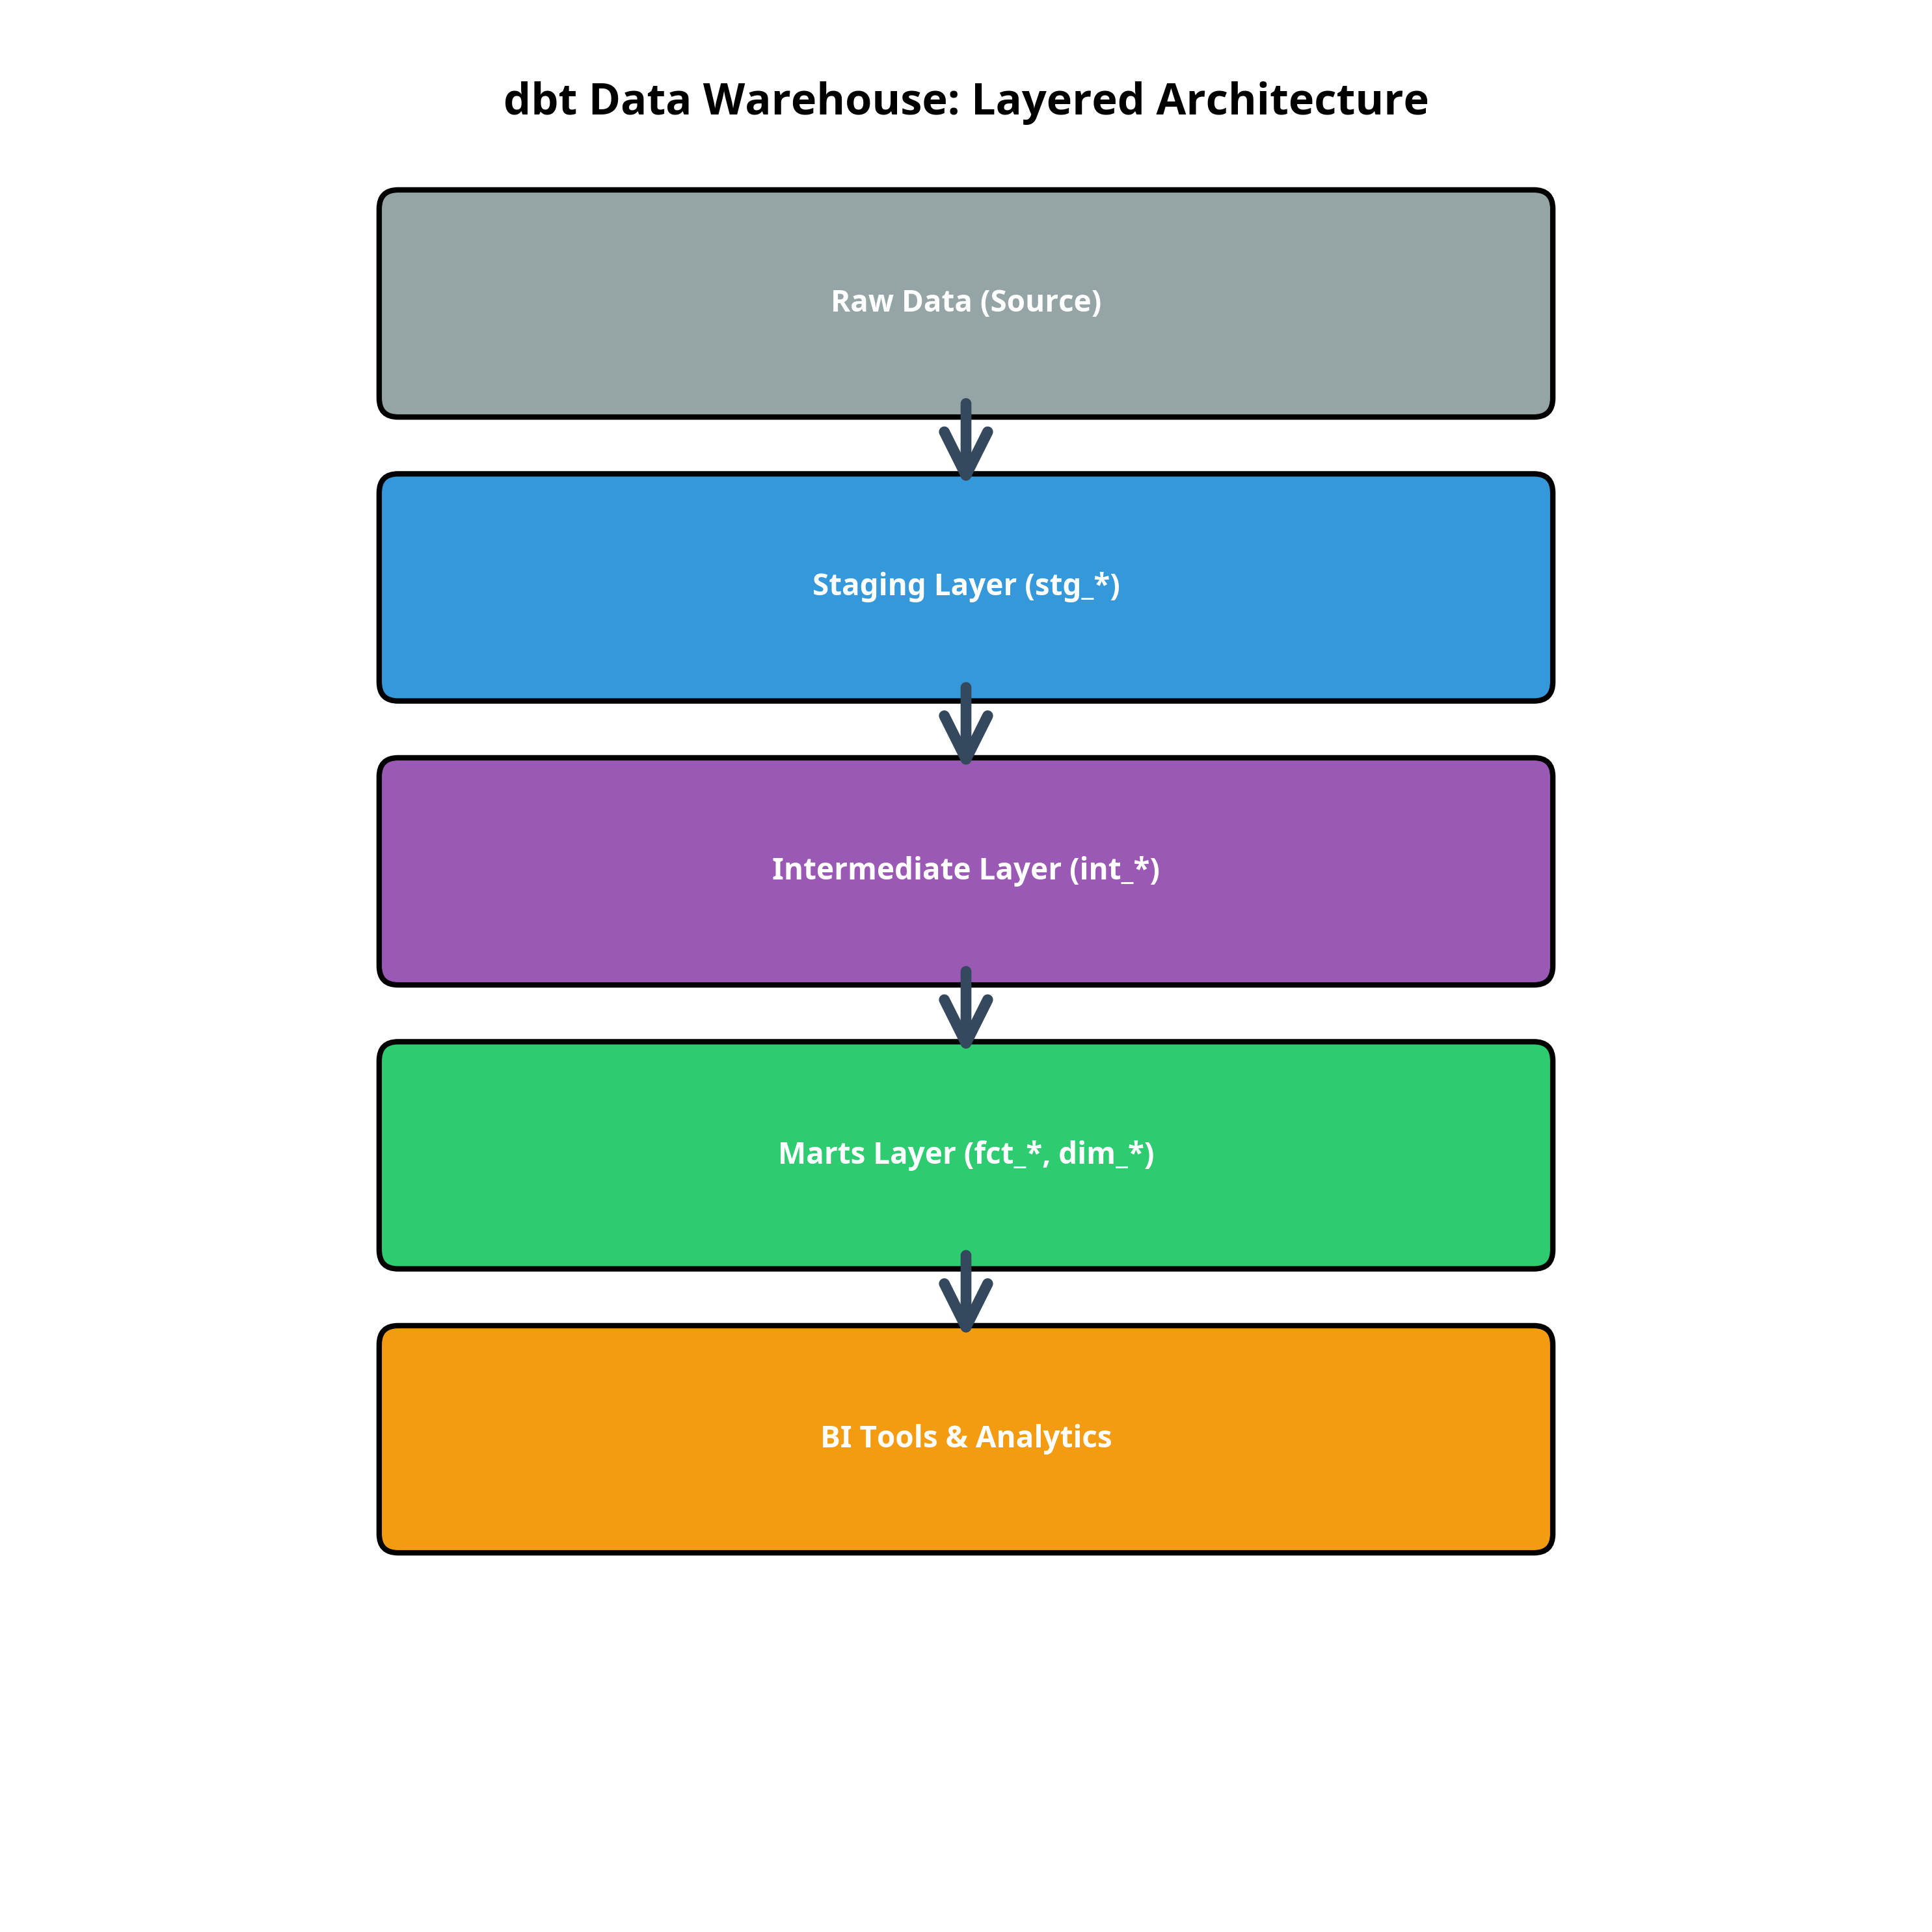 dbt Data Warehouse: Layered Architecture
Raw Data (Source)
Staging Layer (stg_*)
Intermediate Layer (int_*)
Marts Layer (fct_*, dim_*)
BI Tools & Analytics